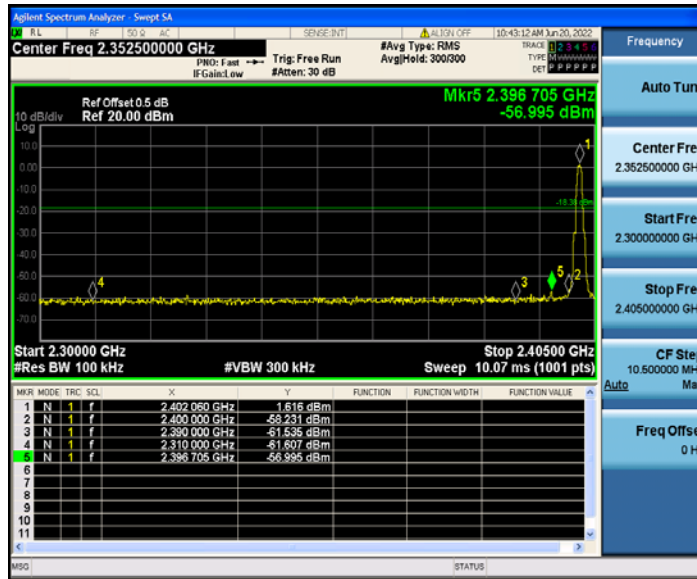 Agilent Spectrum Analyzer - Swept SA
RL RF 50 Ω AC SENSE:INT ALIGN OFF 10:43:12 AM Jun 20, 2022
Center Freq 2.352500000 GHz
#Avg Type: RMS
TRACE 1 2 3 4 5 6
PNO: Fast Trig: Free Run Avg|Hold: 300/300
TYPE M
IFGain:Low #Atten: 30 dB
DET P P P P P P
Mkr5 2.396 705 GHz
-56.995 dBm
Ref Offset 0.5 dB
10 dB/div Ref 20.00 dBm
Log
10.0
0.00
-10.0
-20.0
-30.0
-40.0
-50.0
-60.0
-70.0
1
4
3
5
2
Start 2.30000 GHz Stop 2.40500 GHz
#Res BW 100 kHz #VBW 300 kHz Sweep 10.07 ms (1001 pts)
MKR MODE TRC SCL X Y FUNCTION FUNCTION WIDTH FUNCTION VALUE
1 N 1 f 2.402 060 GHz 1.616 dBm
2 N 1 f 2.400 000 GHz -58.231 dBm
3 N 1 f 2.390 000 GHz -61.535 dBm
4 N 1 f 2.310 000 GHz -61.607 dBm
5 N 1 f 2.396 705 GHz -56.995 dBm
6
7
8
9
10
11
MSG STATUS
Frequency
Auto Tun
Center Fre
2.352500000 GH
Start Fre
2.300000000 GH
Stop Fre
2.405000000 GH
CF Ste
10.500000 MH
Auto Ma
Freq Offse
0 H